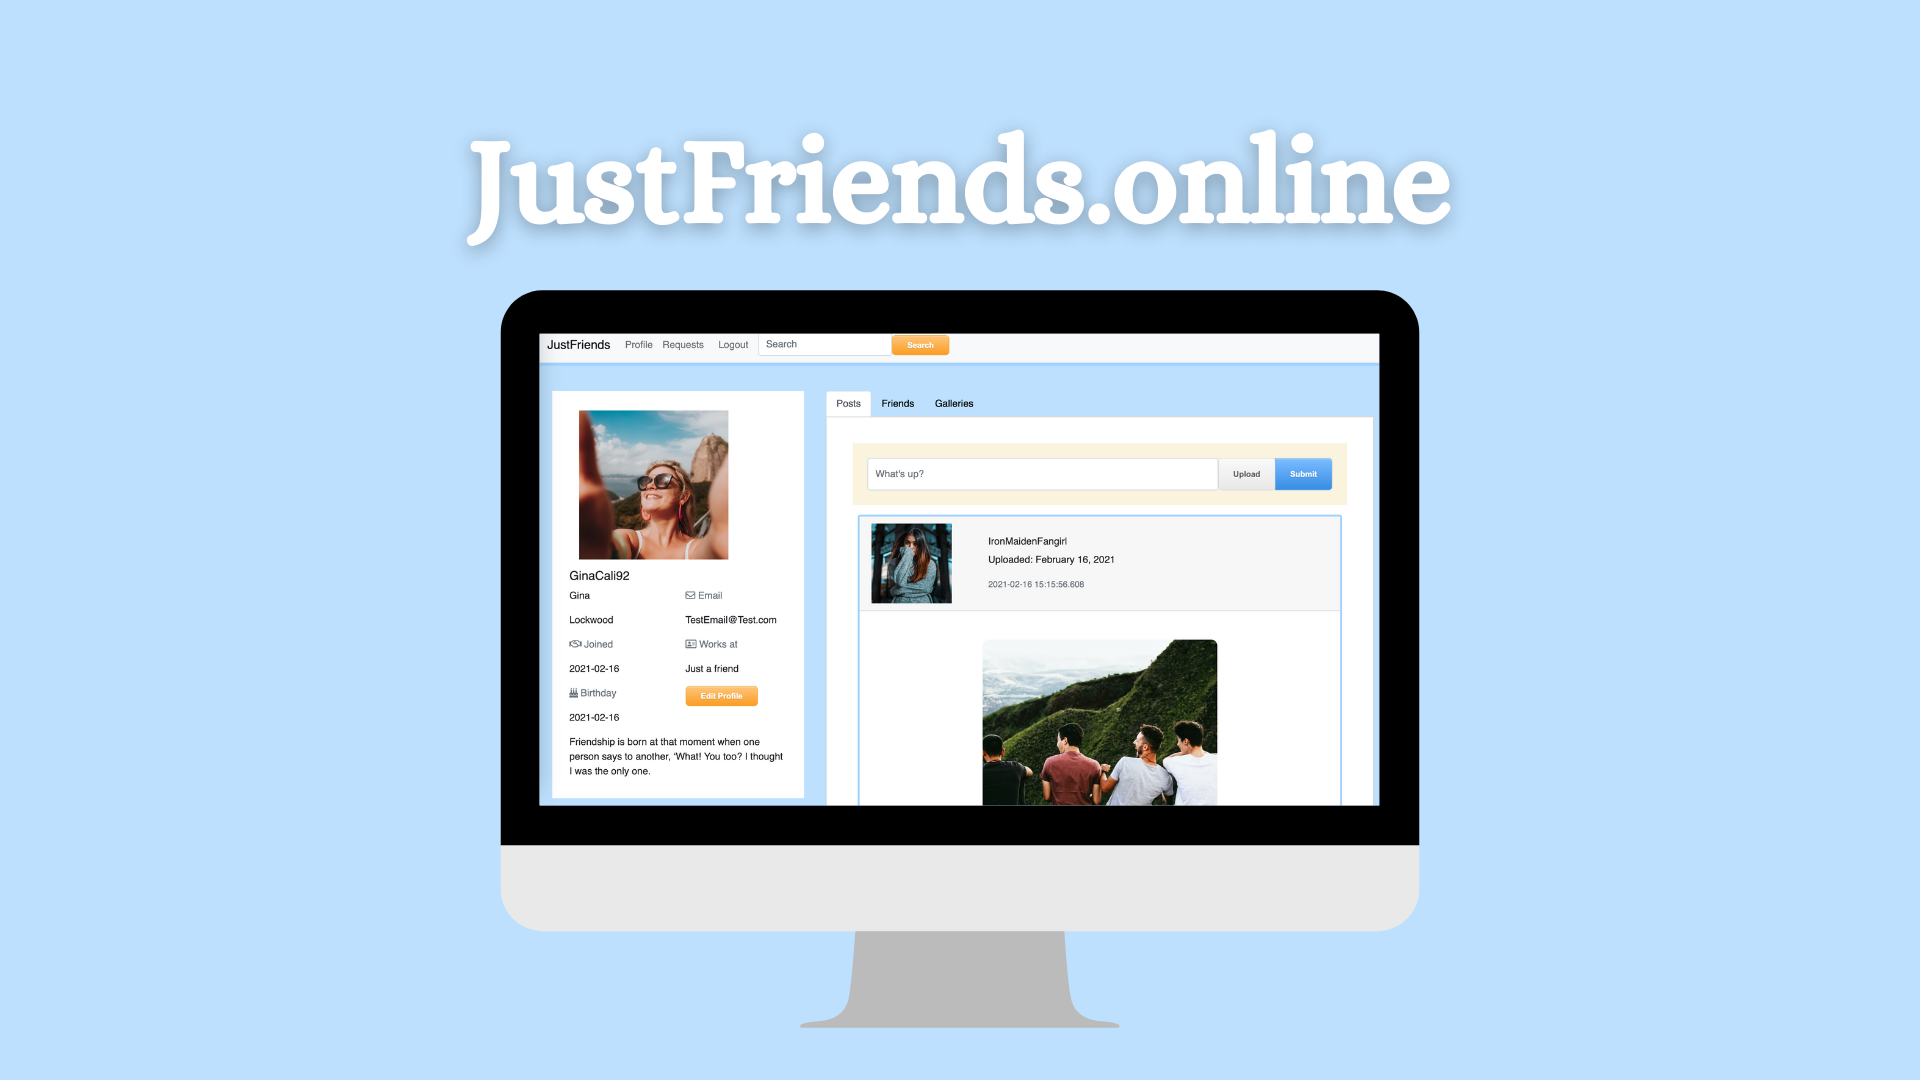 JustFriends.online
JustFriends Profile Requests Logout Search Search
Posts Friends Galleries
What's up? Upload Submit
IronMaidenFangirl
Uploaded: February 16, 2021
2021-02-16 15:15:56.608
GinaCali92
Gina Email
Lockwood TestEmail@Test.com
Joined Works at
2021-02-16 Just a friend
Birthday Edit Profile
2021-02-16
Friendship is born at that moment when one
person says to another, 'What! You too? I thought
I was the only one.